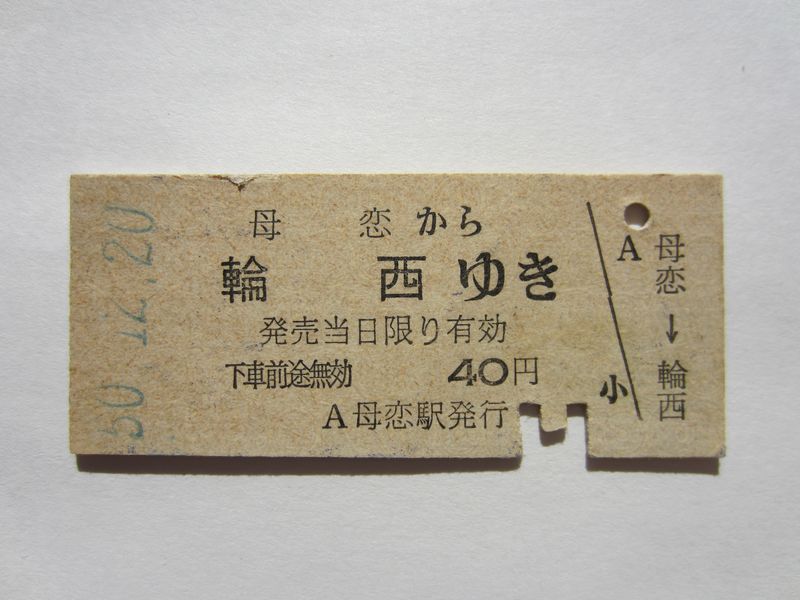 50.12.20
母恋から
輪西ゆき
発売当日限り有効
下車前途無効 40円
A母恋駅発行
小
A
母恋→輪西